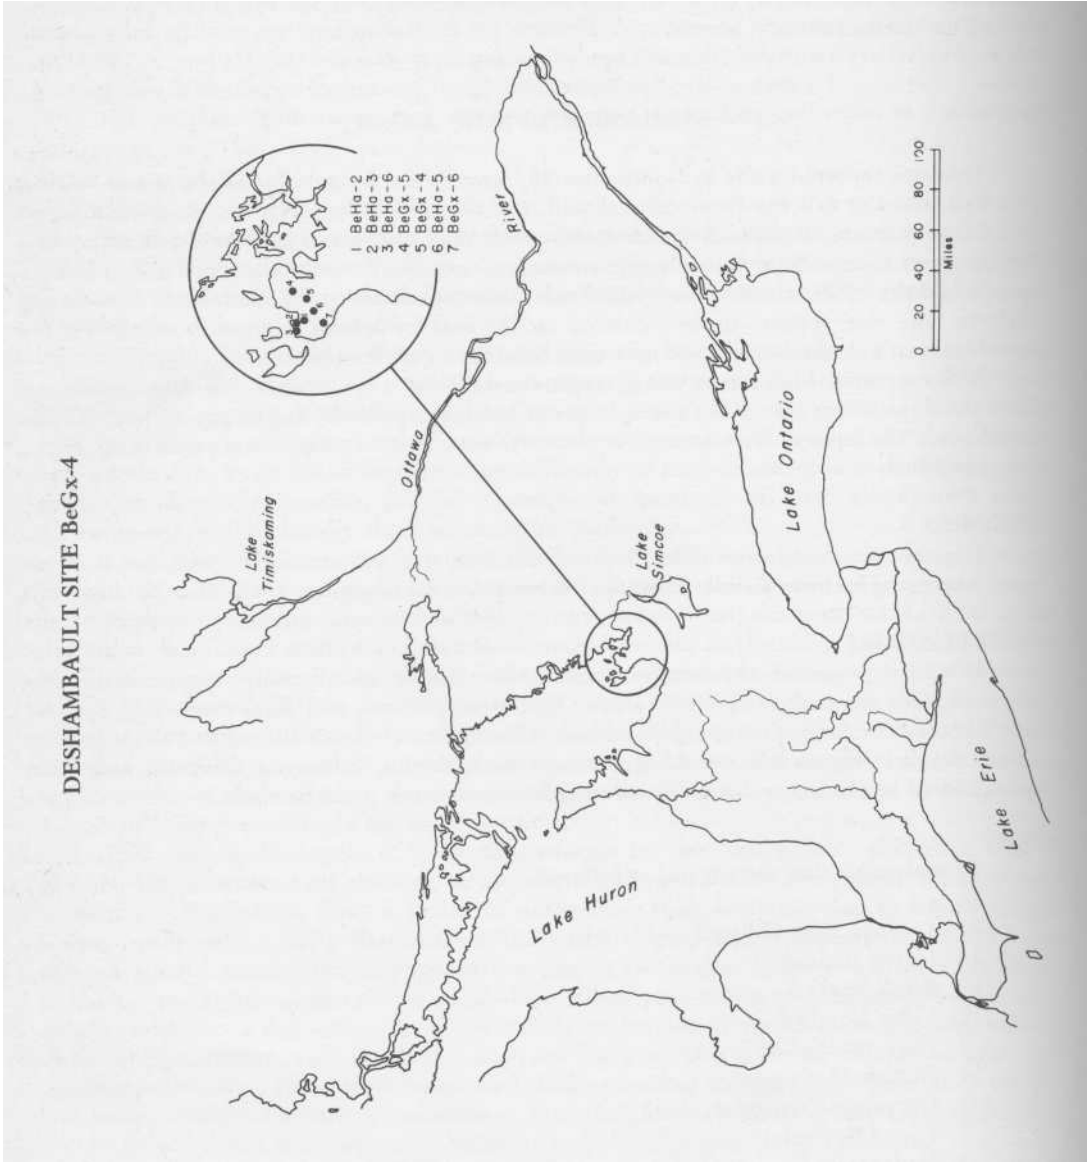 DESHAMBAULT SITE BeGx-4
1 BeHa-2
2 BeHa-3
3 BeHa-6
4 BeGx-5
5 BeGx-4
6 BeHa-5
7 BeGx-6
Lake
Timiskaming
Ottawa
River
Lake
Simcoe
Lake Huron
Lake Ontario
Lake Erie
0 20 40 60 80 100
Miles